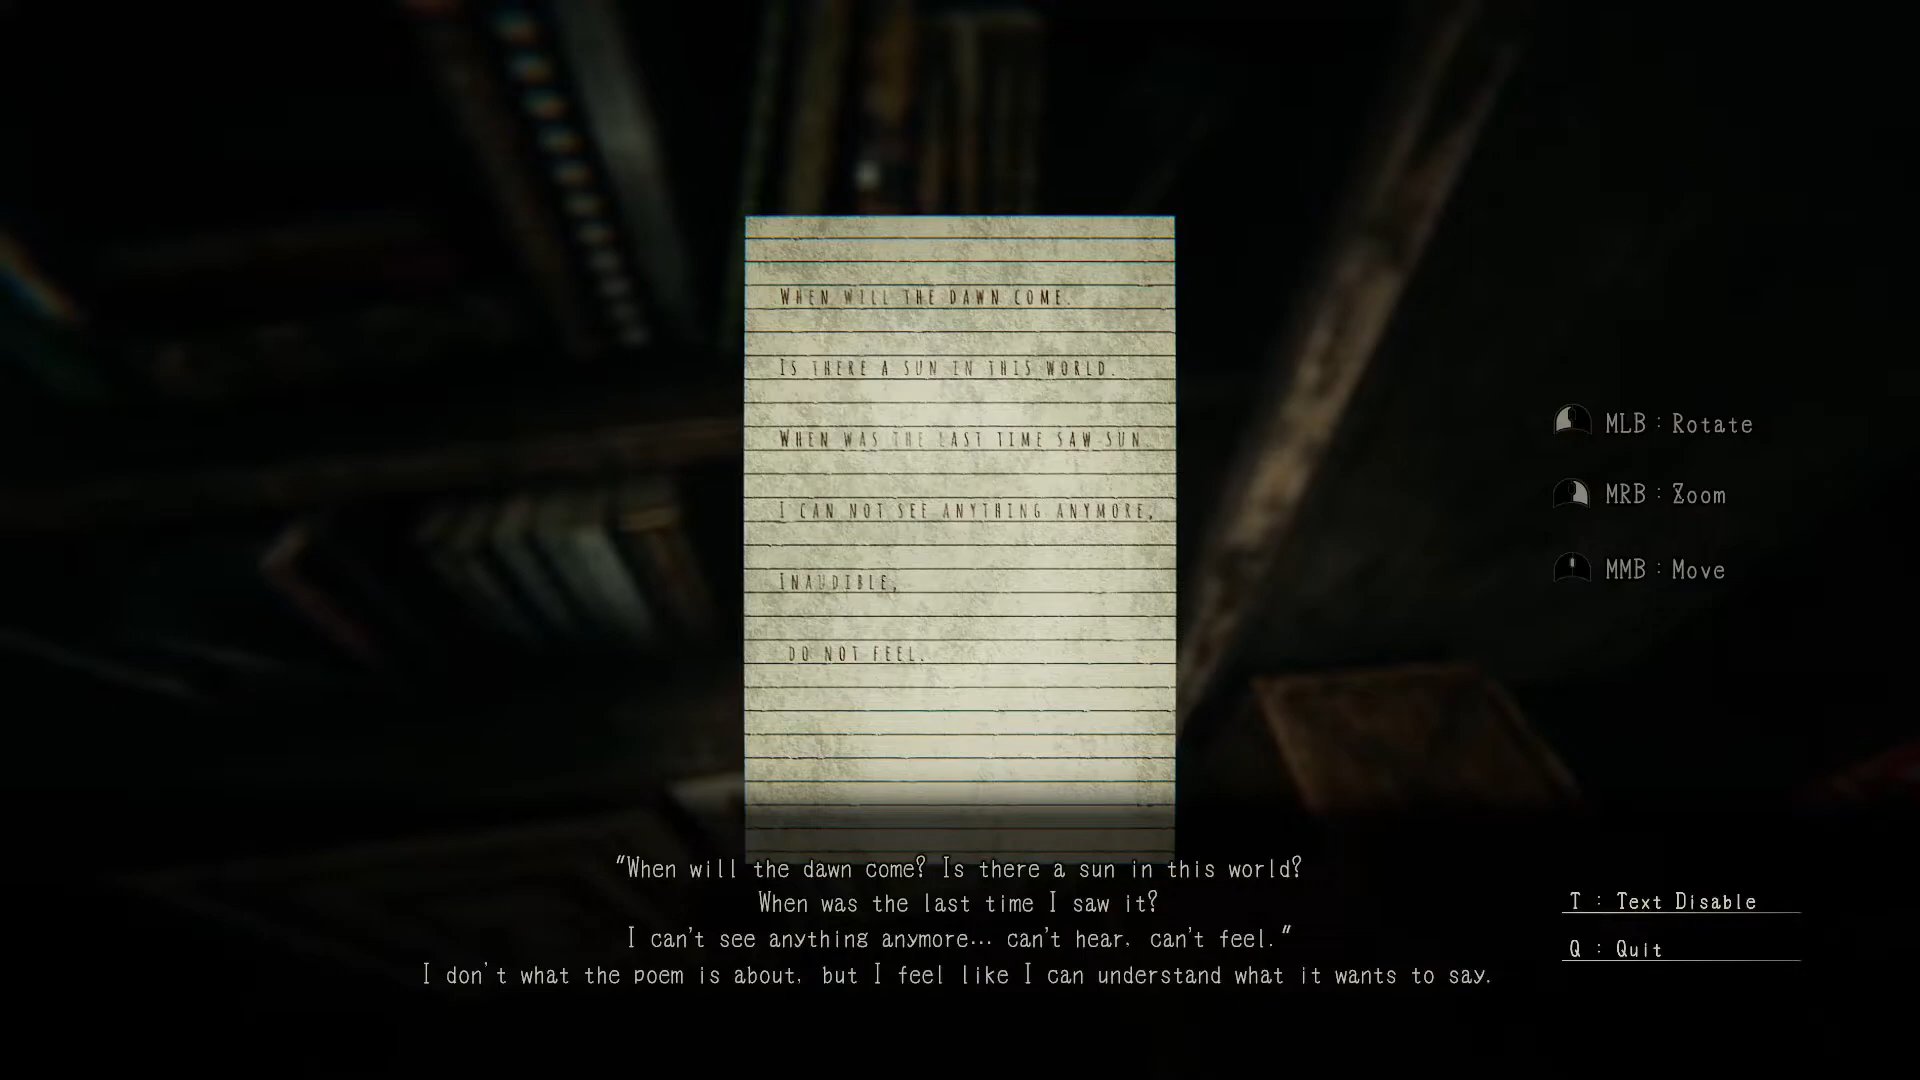 WHEN WILL THE DAWN COME.
IS THERE A SUN IN THIS WORLD.
WHEN WAS THE LAST TIME SAW SUN.
I CAN NOT SEE ANYTHING ANYMORE,
INAUDIBLE,
DO NOT FEEL.
MLB : Rotate
MRB : Zoom
MMB : Move
"When will the dawn come? Is there a sun in this world?
When was the last time I saw it?
I can't see anything anymore... can't hear, can't feel."
I don't what the poem is about, but I feel like I can understand what it wants to say.
T : Text Disable
Q : Quit